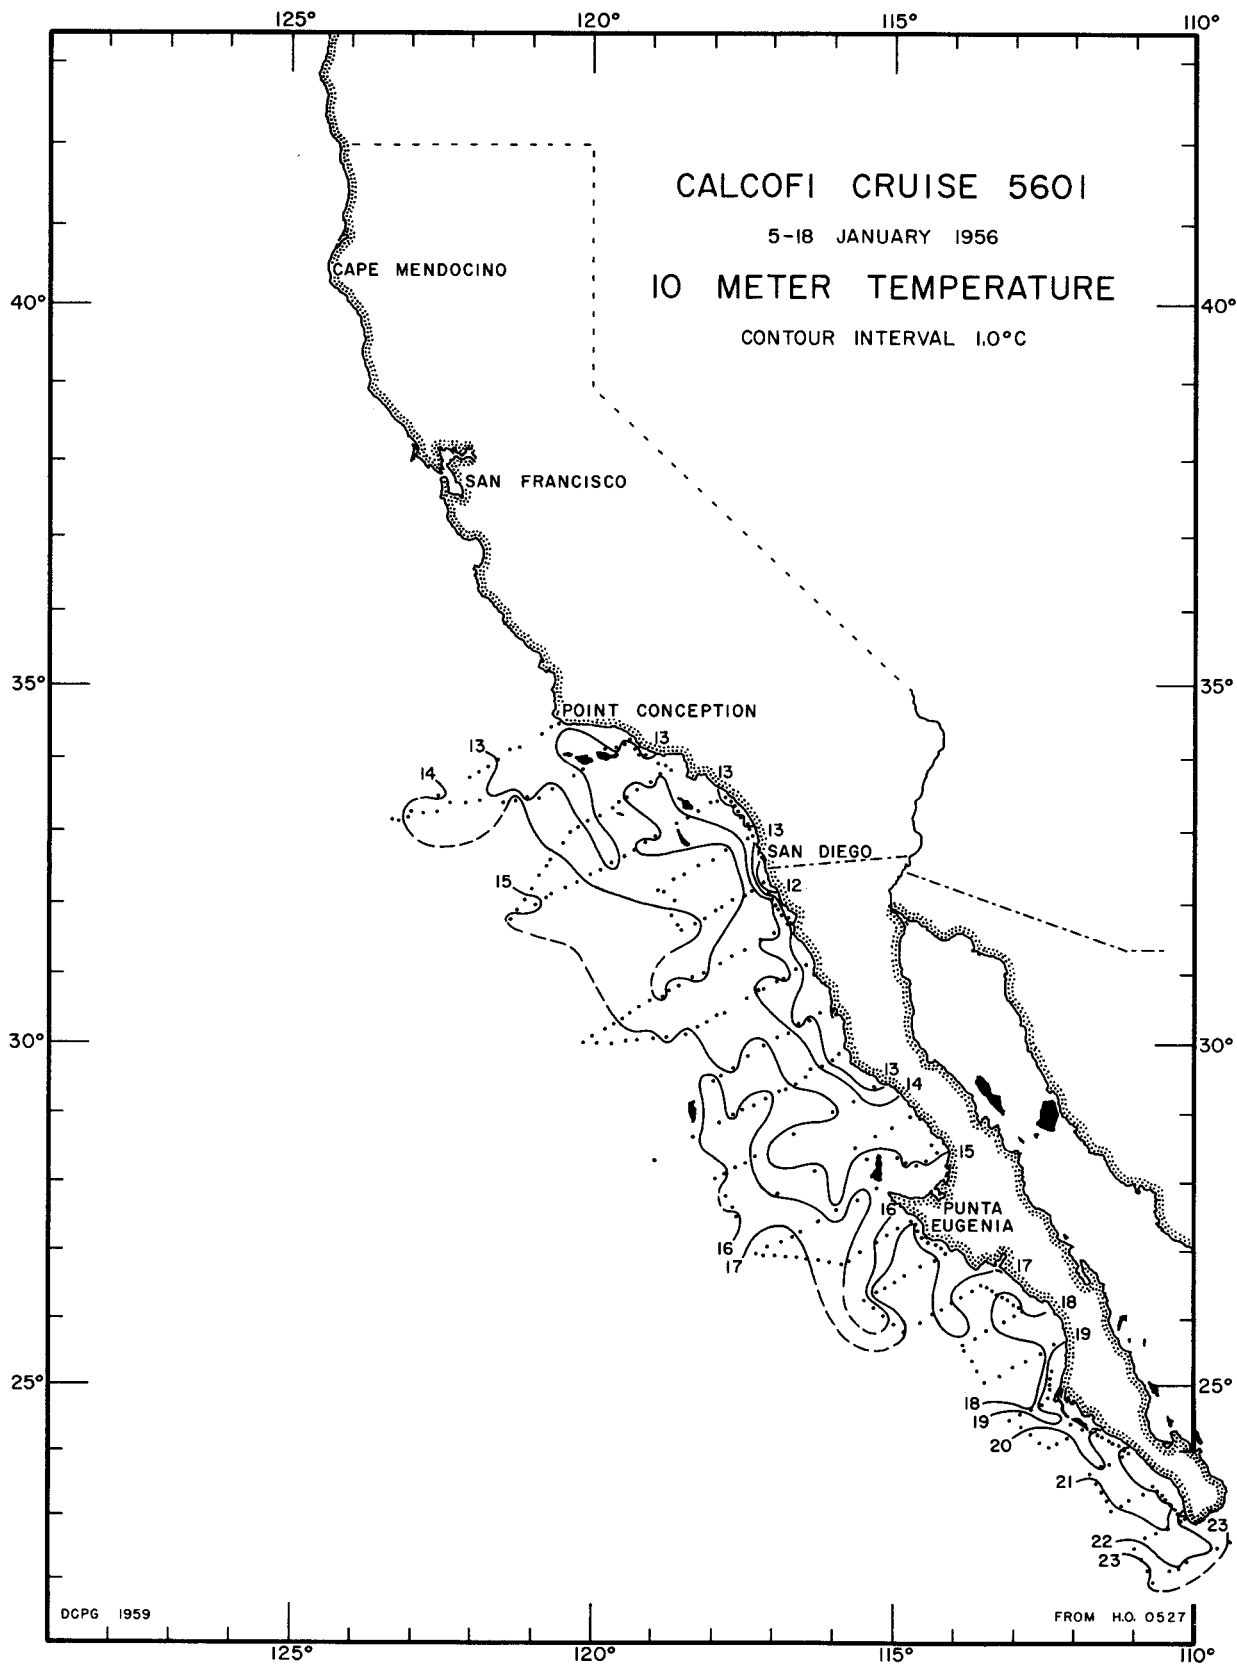 125° 120° 115° 110°
CALCOFI CRUISE 5601
5-18 JANUARY 1956
10 METER TEMPERATURE
CONTOUR INTERVAL 1.0°C
CAPE MENDOCINO
40° 40°
SAN FRANCISCO
35° 35°
POINT CONCEPTION
13 13
14 13
13
SAN DIEGO
15 12
30° 30°
13
14
15
PUNTA
EUGENIA
16
16
17 17
18
19
25° 25°
18
19
20
21
23
22
23
DCPG 1959
FROM H.O. 0527
125° 120° 115° 110°